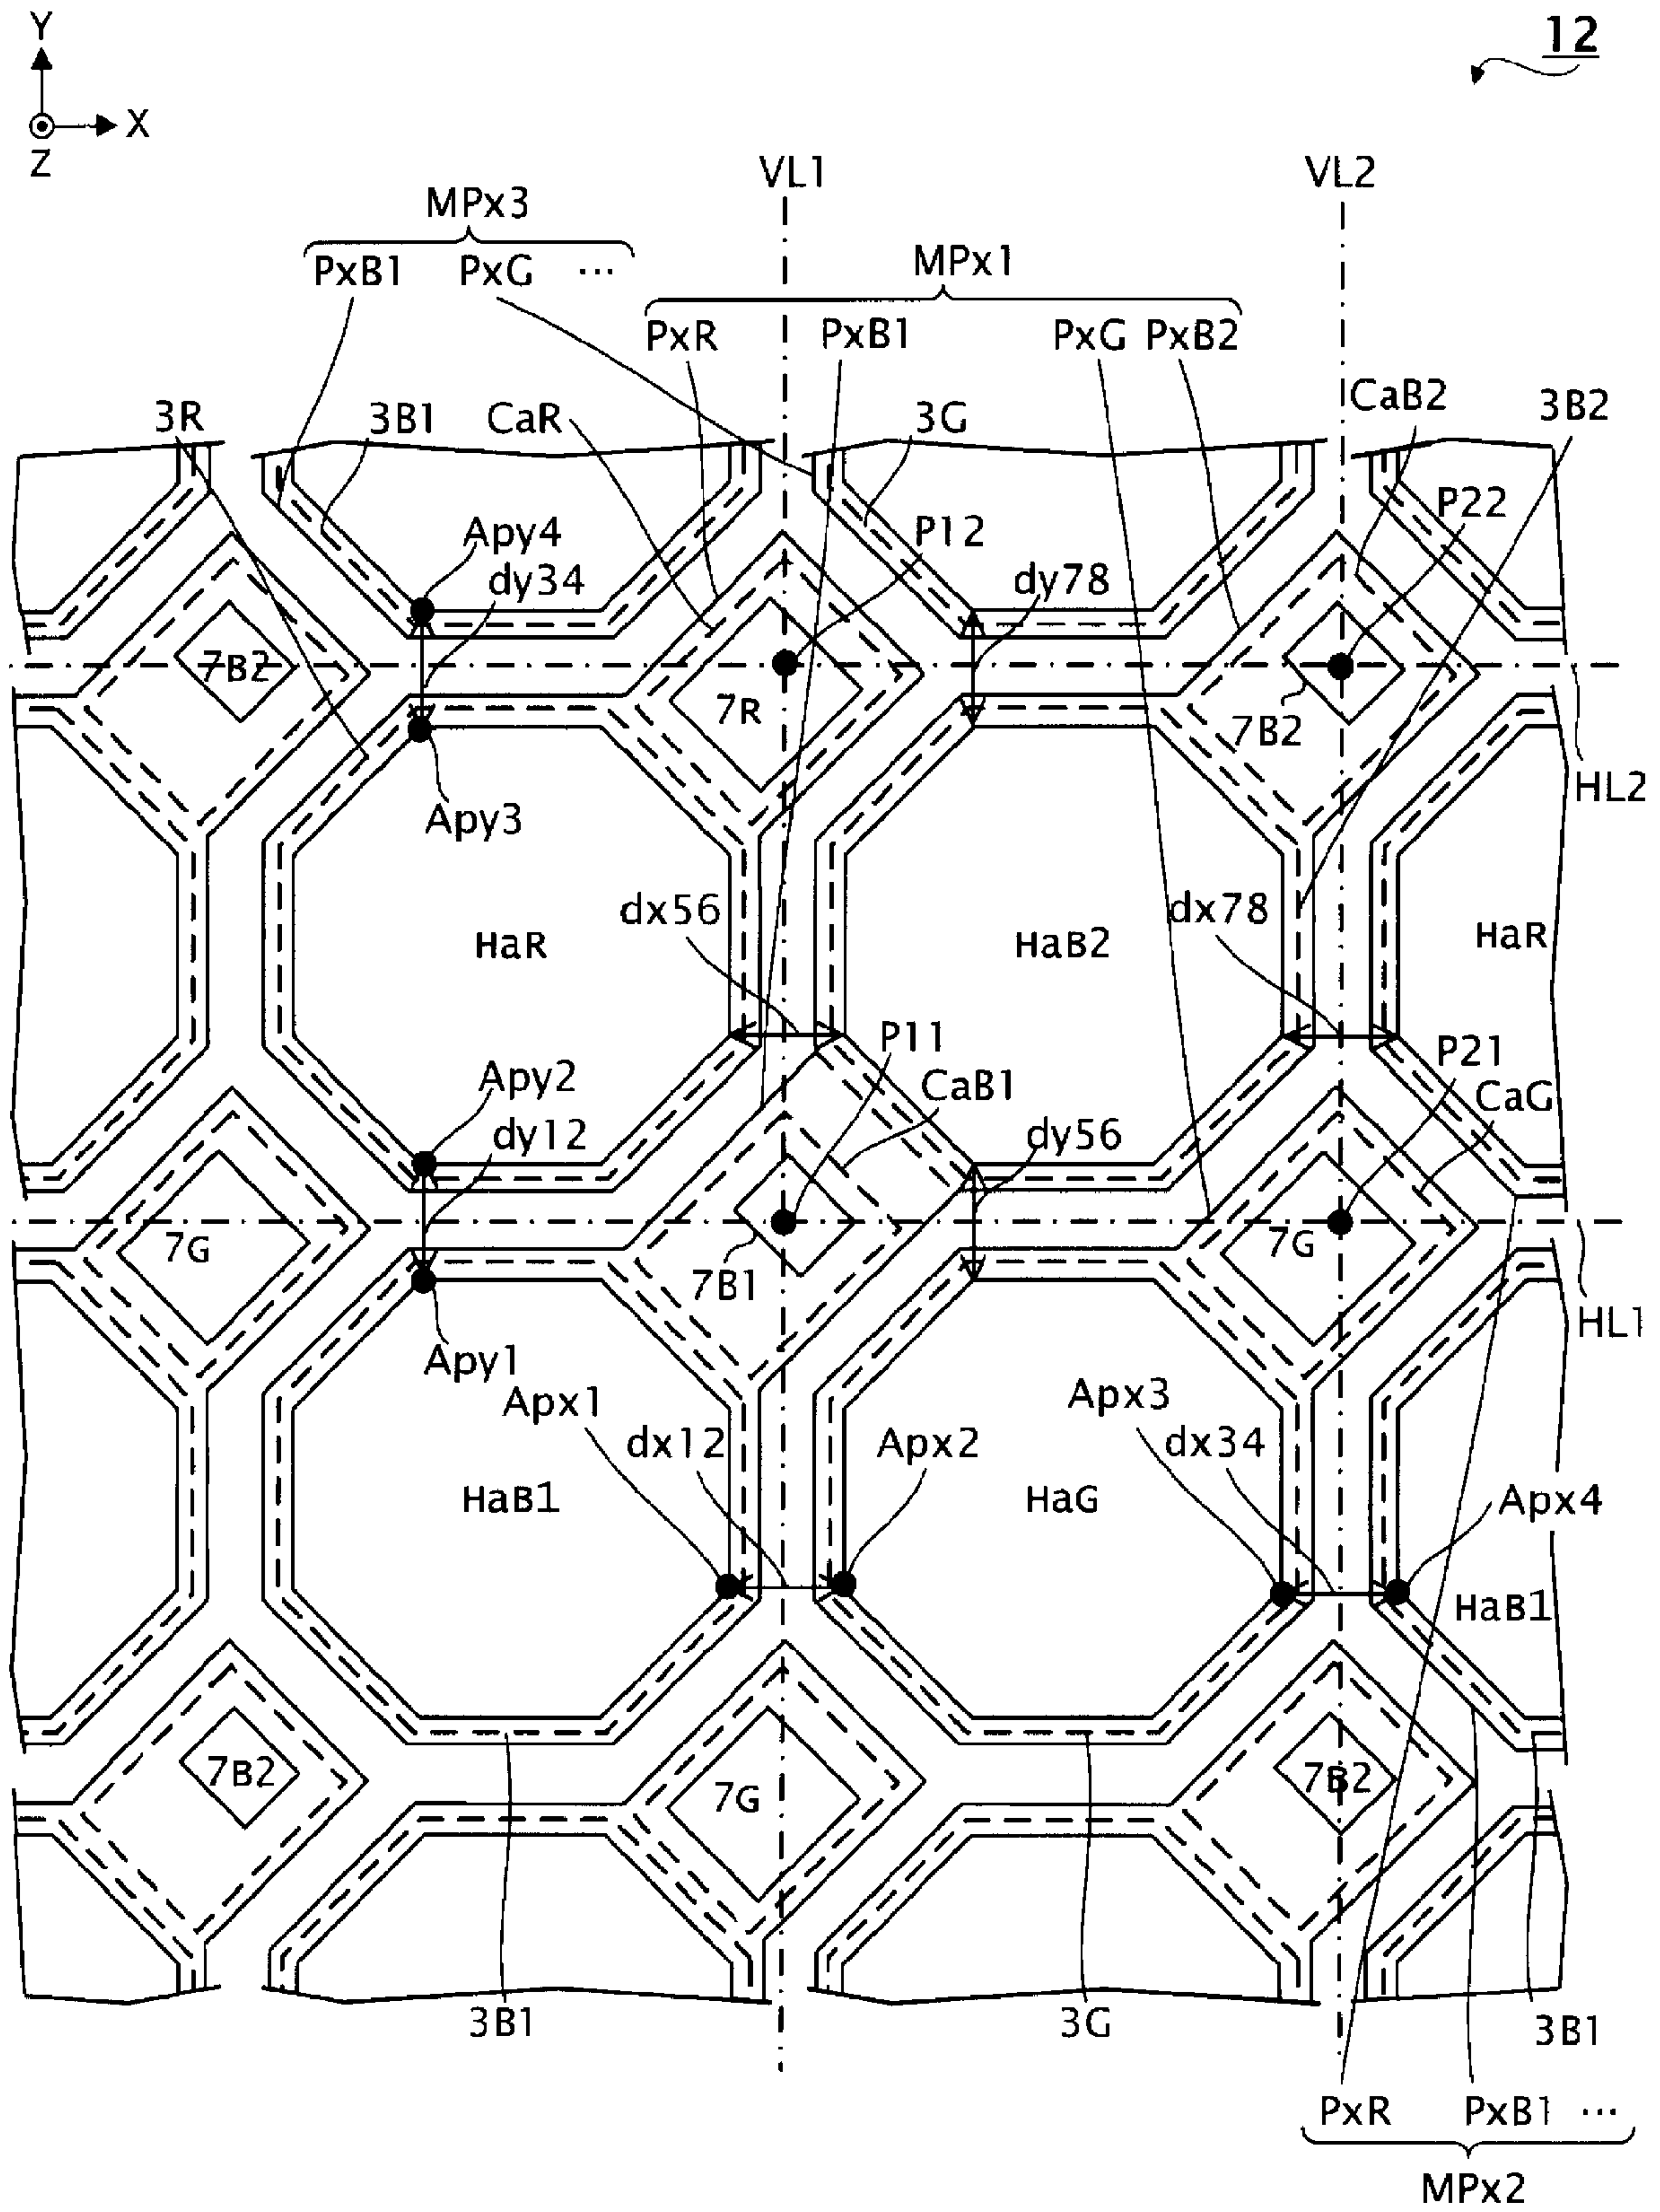 Y
12
X
Z
VL1 VL2
MPx3
MPx1
PxB1 PxG ...
PxR PxB1 PxG PxB2
3R 3B1 CaR 3G CaB2 3B2
Apy4 P12 P22
dy34 dy78
7B2 7R 7B2
HL2
Apy3
dx56 dx78
HaR HaB2 HaR
P11 P21
Apy2 CaB1 CaG
dy12 dy56
7G 7B1 7G
HL1
Apy1
Apx1 Apx3
dx12 Apx2 dx34
HaB1 HaG Apx4
HaB1
7B2 7G 7B2
3B1 3G 3B1
PxR PxB1 ...
MPx2